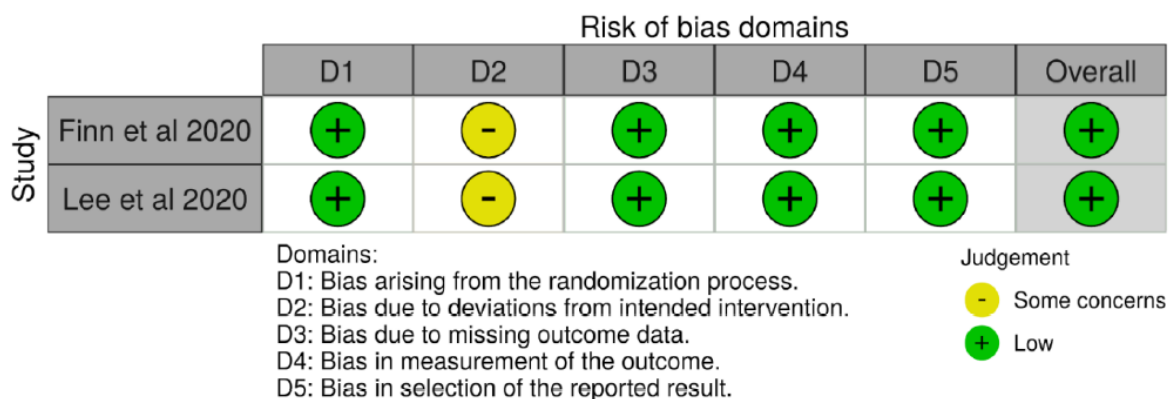 Risk of bias domains
D1 D2 D3 D4 D5 Overall
Study
Finn et al 2020 + - + + + +
Lee et al 2020 + - + + + +
Domains:
D1: Bias arising from the randomization process.
D2: Bias due to deviations from intended intervention.
D3: Bias due to missing outcome data.
D4: Bias in measurement of the outcome.
D5: Bias in selection of the reported result.
Judgement
- Some concerns
+ Low